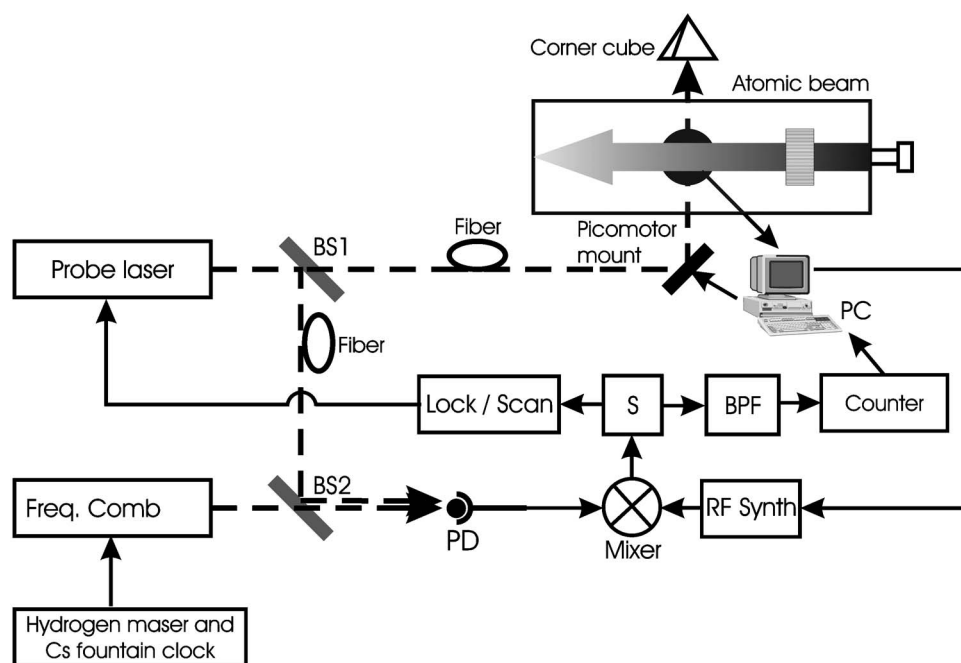 Corner cube
Atomic beam
Fiber
Picomotor
mount
BS1
Probe laser
PC
Fiber
Lock / Scan
S
BPF
Counter
BS2
Freq. Comb
PD
Mixer
RF Synth
Hydrogen maser and
Cs fountain clock